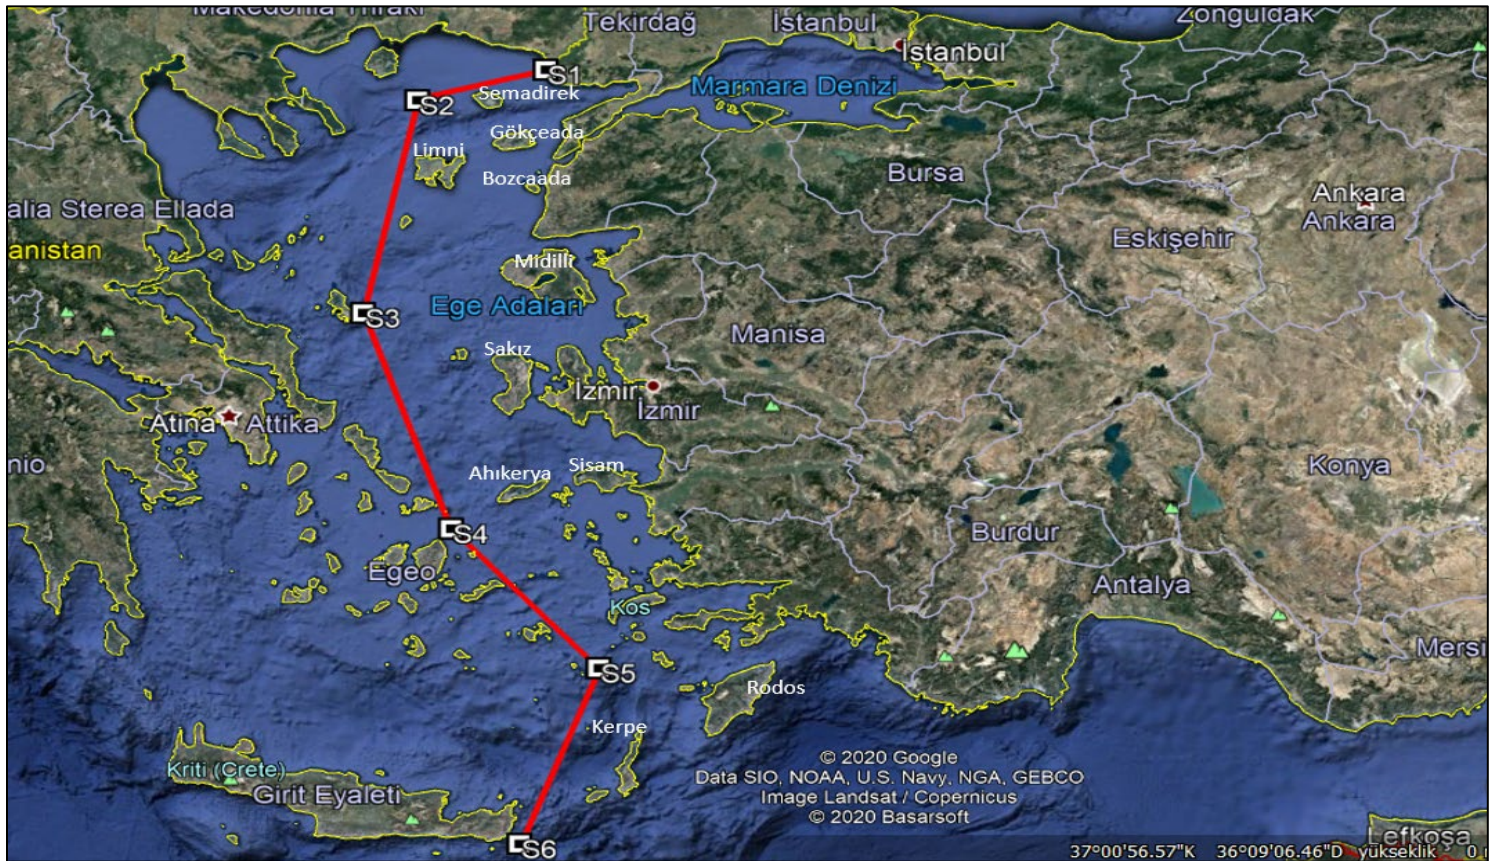 Makedonia Thraki
Tekirdağ
İstanbul
Zonguldak
İstanbul
S1
Marmara Denizi
Semadirek
S2
Gökçeada
Limni
Bozcaada
Bursa
Ankara
Ankara
alia Sterea Ellada
Eskişehir
anistan
Midilli
Ege Adaları
S3
Manisa
Sakız
İzmir
İzmir
Atina
Attika
nio
Ahıkerya
Sisam
Konya
S4
Burdur
Egeo
Antalya
Kos
Mersi
S5
Rodos
Kerpe
Kriti (Crete)
Girit Eyaleti
© 2020 Google
Data SIO, NOAA, U.S. Navy, NGA, GEBCO
Image Landsat / Copernicus
© 2020 Basarsoft
S6
Lefkoşa
37°00'56.57"K 36°09'06.46"D yükseklik 0